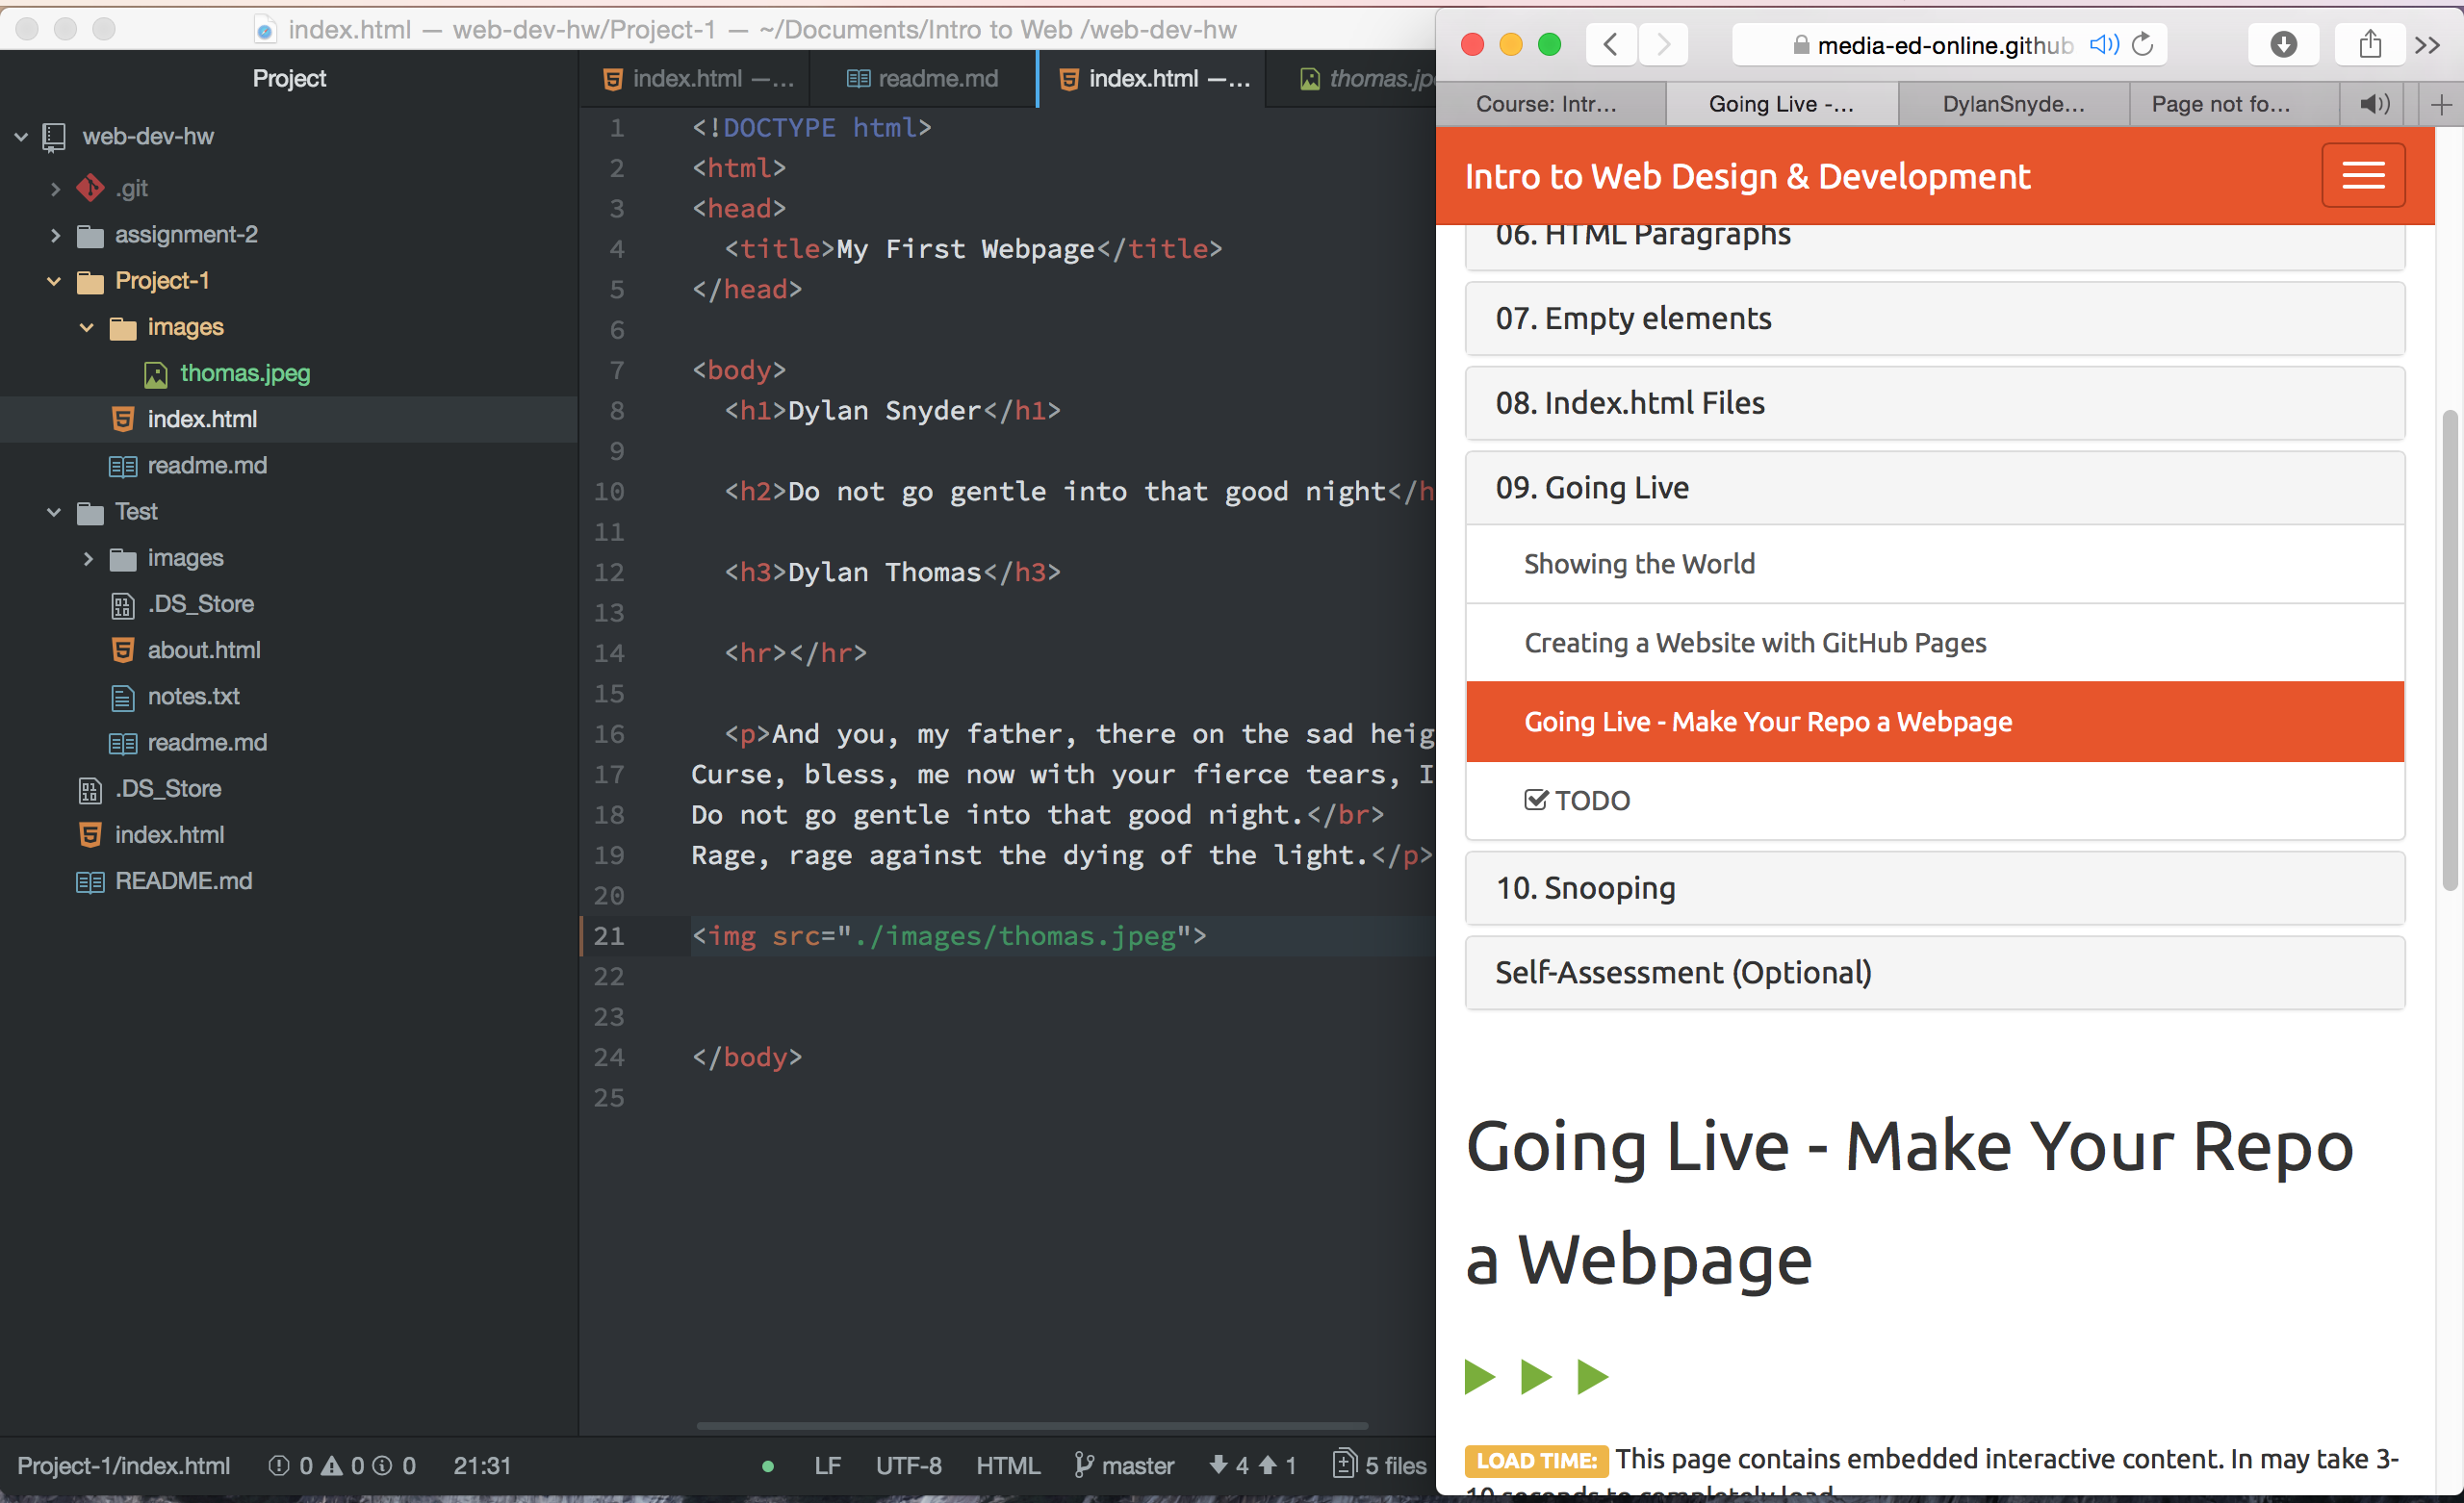 index.html — web-dev-hw/Project-1 — ~/Documents/Intro to Web /web-dev-hw
Project
web-dev-hw
.git
assignment-2
Project-1
images
thomas.jpeg
index.html
readme.md
Test
images
.DS_Store
about.html
notes.txt
readme.md
.DS_Store
index.html
README.md
index.html —...
readme.md
index.html —...
thomas.jp
1 <!DOCTYPE html>
2 <html>
3 <head>
4 <title>My First Webpage</title>
5 </head>
6
7 <body>
8 <h1>Dylan Snyder</h1>
9
10 <h2>Do not go gentle into that good night</h
11
12 <h3>Dylan Thomas</h3>
13
14 <hr></hr>
15
16 <p>And you, my father, there on the sad heig
17 Curse, bless, me now with your fierce tears, I
18 Do not go gentle into that good night.</br>
19 Rage, rage against the dying of the light.</p>
20
21 <img src="./images/thomas.jpeg">
22
23
24 </body>
25
Project-1/index.html 0 0 0 21:31 LF UTF-8 HTML master 4 1 5 files
media-ed-online.github
Course: Intr...
Going Live -...
DylanSnyde...
Page not fo...
Intro to Web Design & Development
06. HTML Paragraphs
07. Empty elements
08. Index.html Files
09. Going Live
Showing the World
Creating a Website with GitHub Pages
Going Live - Make Your Repo a Webpage
TODO
10. Snooping
Self-Assessment (Optional)
Going Live - Make Your Repo
a Webpage
LOAD TIME: This page contains embedded interactive content. In may take 3-
10 seconds to completely load